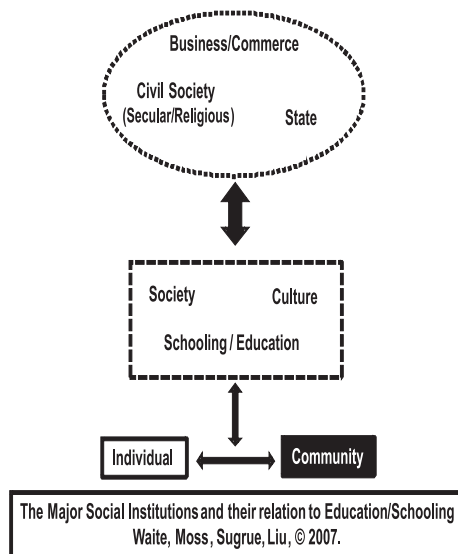 Business/Commerce
Civil Society
(Secular/Religious)
State
Society
Culture
Schooling / Education
Individual
Community
The Major Social Institutions and their relation to Education/Schooling
Waite, Moss, Sugrue, Liu, © 2007.